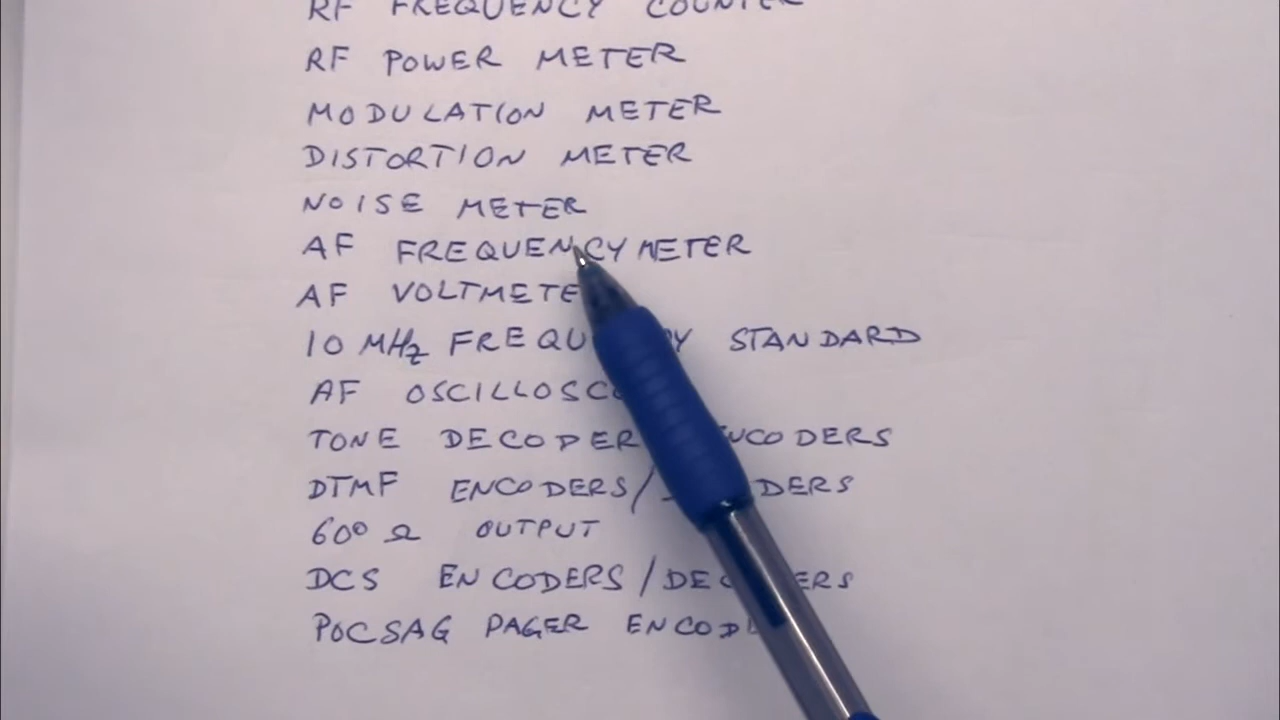 RF FREQUENCY COUNTER
RF POWER METER
MODULATION METER
DISTORTION METER
NOISE METER
AF FREQUENCY METER
AF
10 MHz STANDARD
AF
TONE
DTMF ENCODERS/
600 Ω OUTPUT
DCS ENCODERS/
POCSAG PAGER